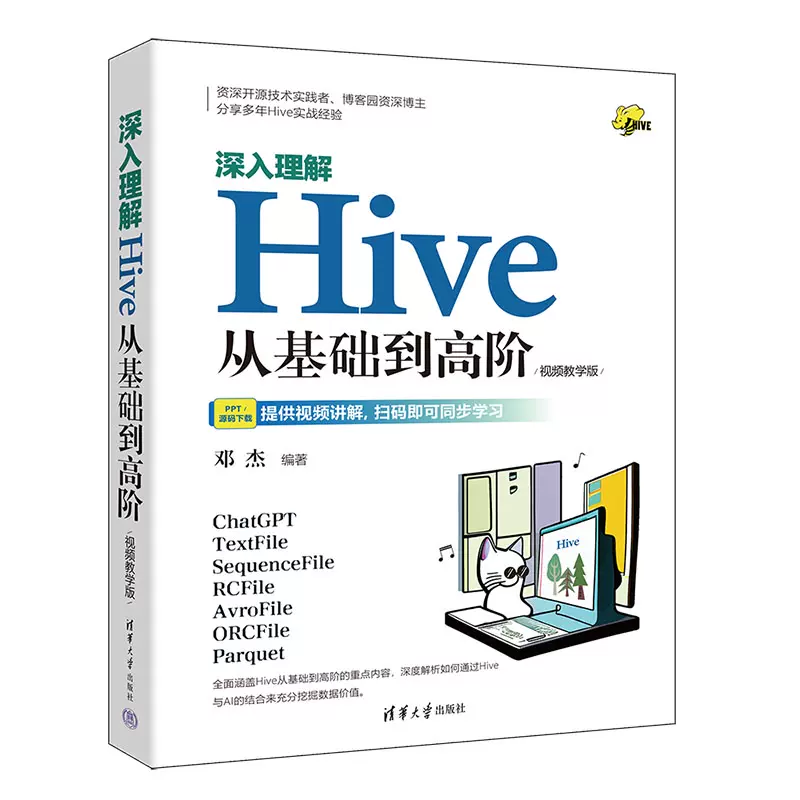 资深开源技术实践者、博客园资深博主
分享多年Hive实战经验
HIVE
深入理解
Hive
从基础到高阶
/视频教学版/
PPT/
源码下载
提供视频讲解,扫码即可同步学习
邓杰 编著
ChatGPT
TextFile
SequenceFile
RCFile
AvroFile
ORCFile
Parquet
Hive
全面涵盖Hive从基础到高阶的重点内容,深度解析如何通过Hive
与AI的结合来充分挖掘数据价值。
清华大学出版社
深入理解Hive从基础到高阶
/视频教学版/
清华大学出版社